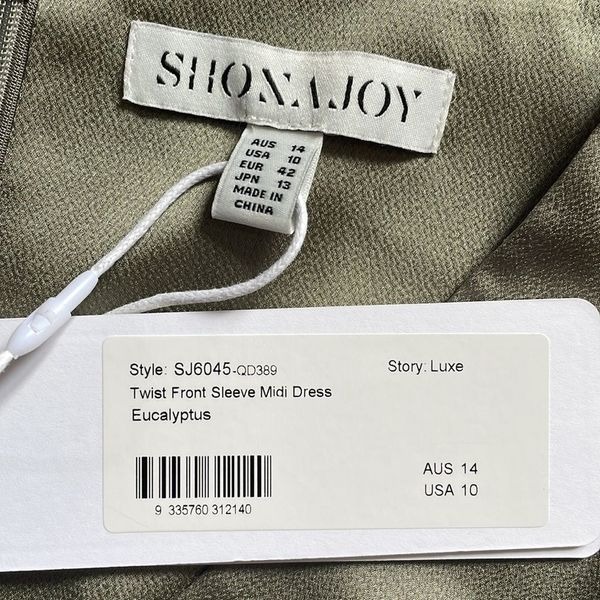 SHONAJOY
AUS 14
USA 10
EUR 42
JPN 13
MADE IN
CHINA
Style: SJ6045-QD389
Story: Luxe
Twist Front Sleeve Midi Dress
Eucalyptus
9 335760 312140
AUS 14
USA 10